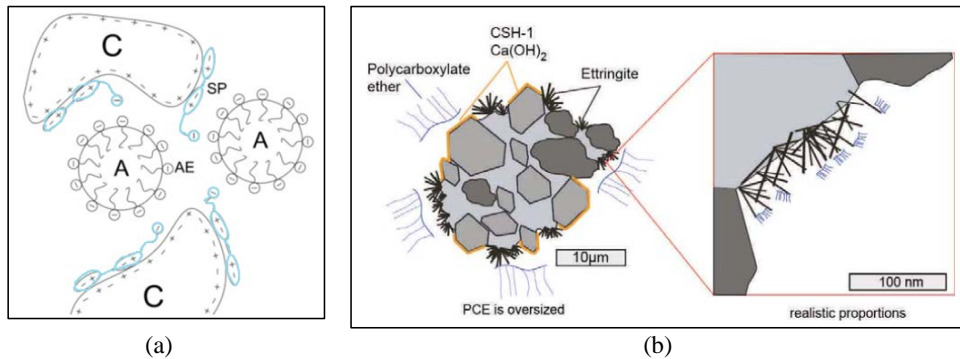 C
SP
A
AE
A
C
(a)
CSH-1
Ca(OH)2
Polycarboxylate
ether
Ettringite
10µm
PCE is oversized
100 nm
realistic proportions
(b)